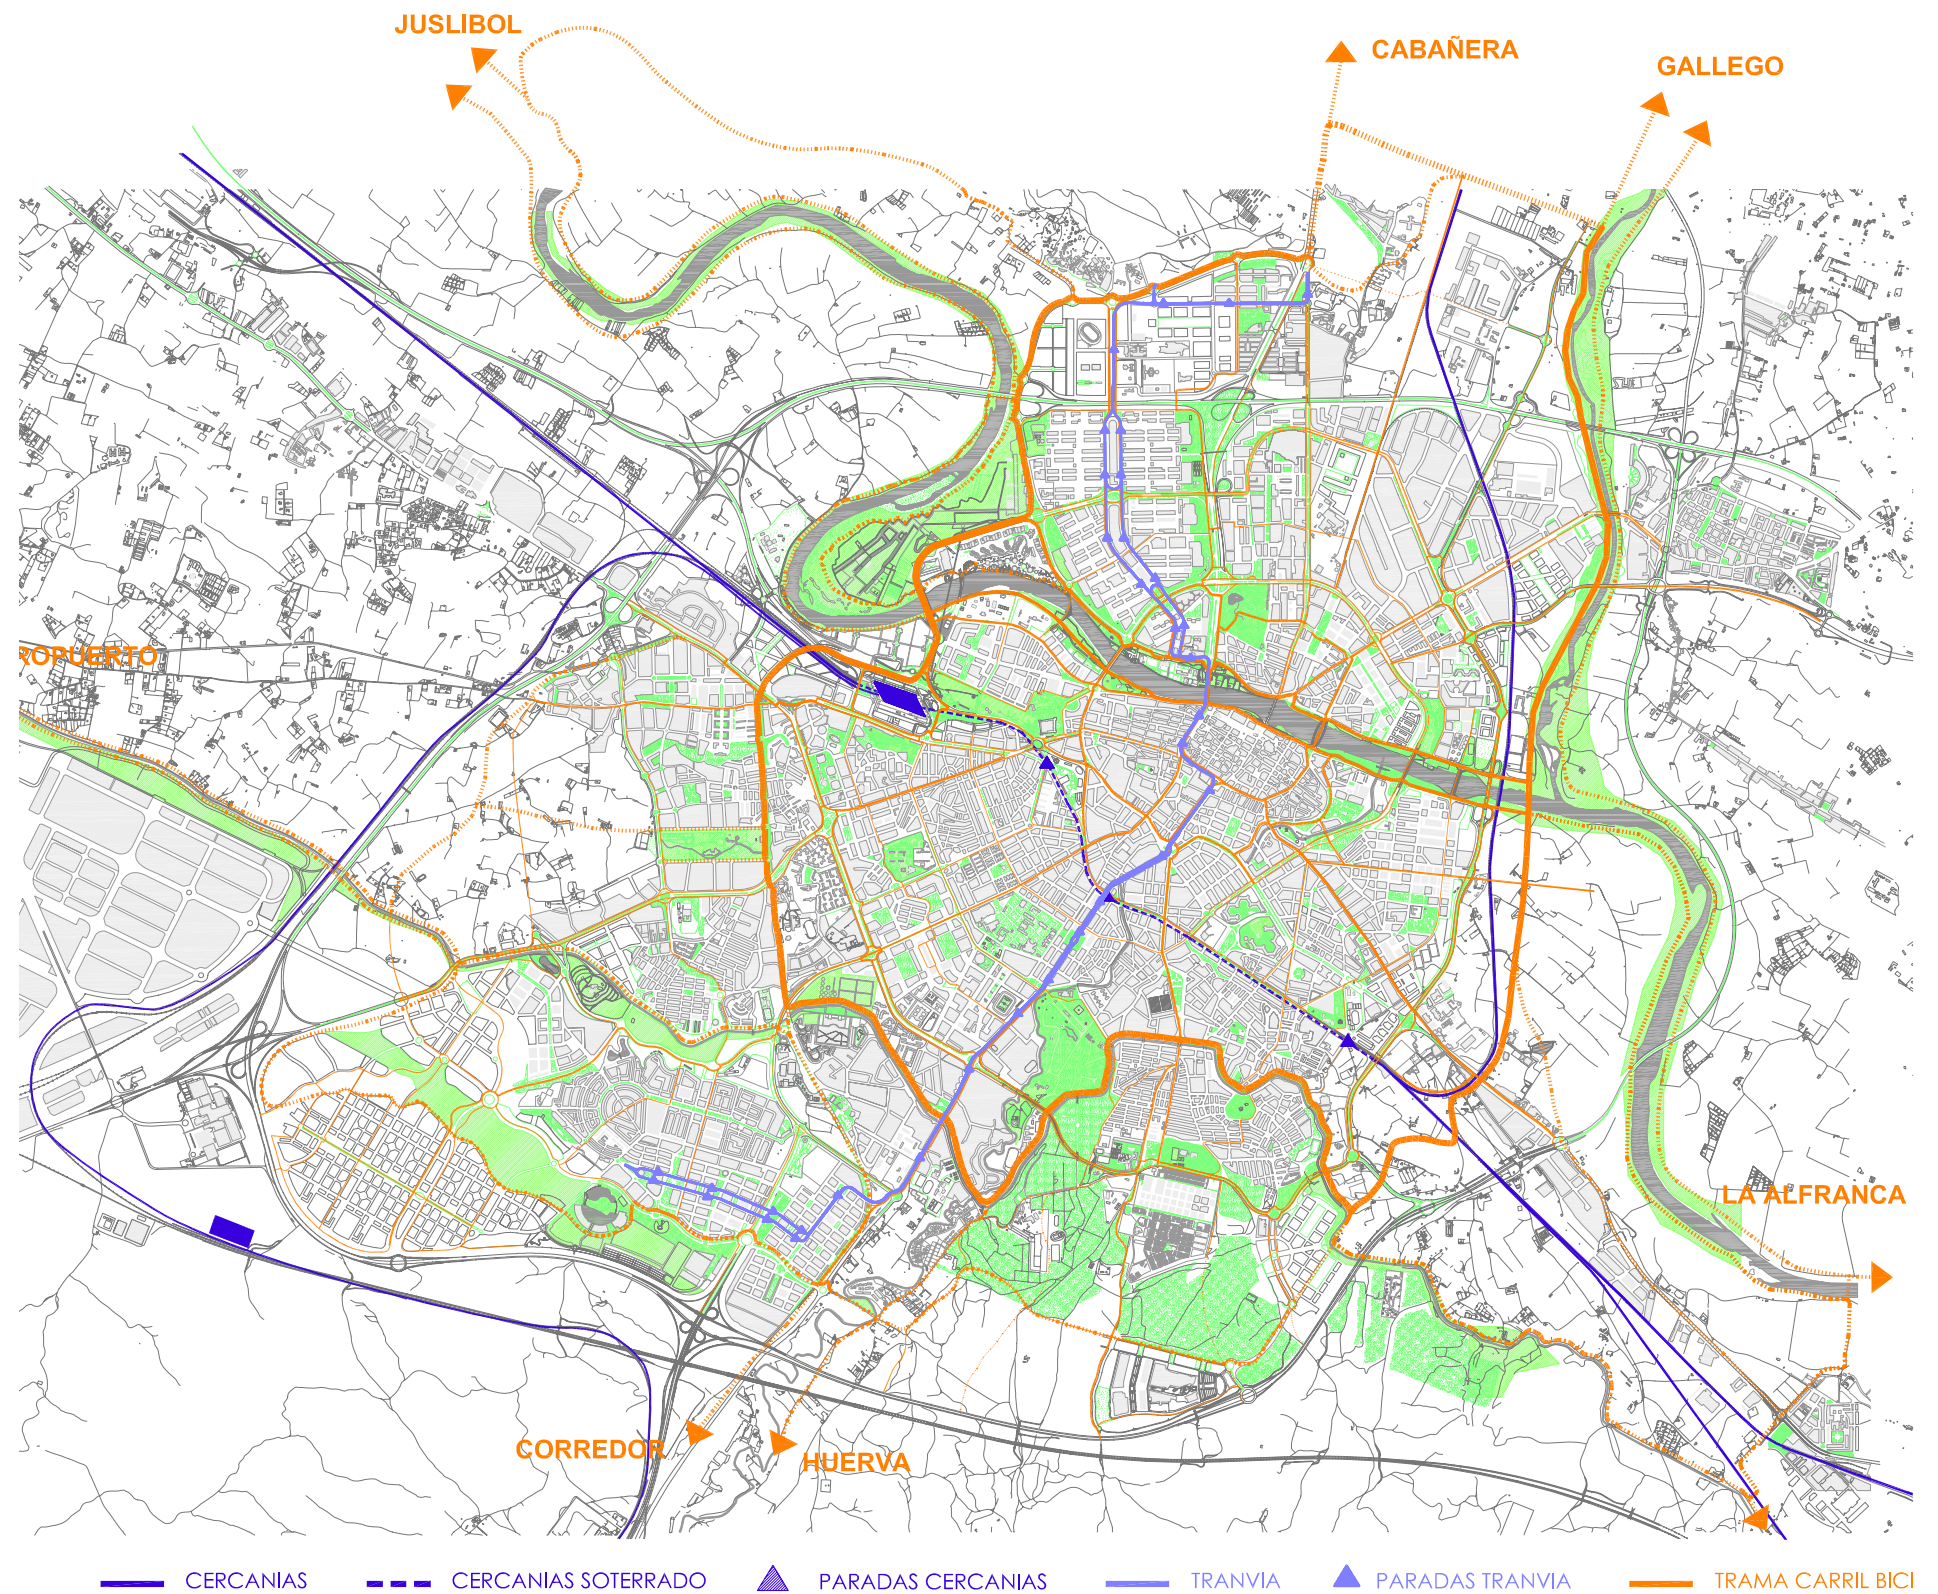 JUSLIBOL
CABAÑERA
GALLEGO
ROPUERTO
LA ALFRANCA
CORREDOR
HUERVA
CERCANIAS
CERCANIAS SOTERRADO
PARADAS CERCANIAS
TRANVIA
PARADAS TRANVIA
TRAMA CARRIL BICI